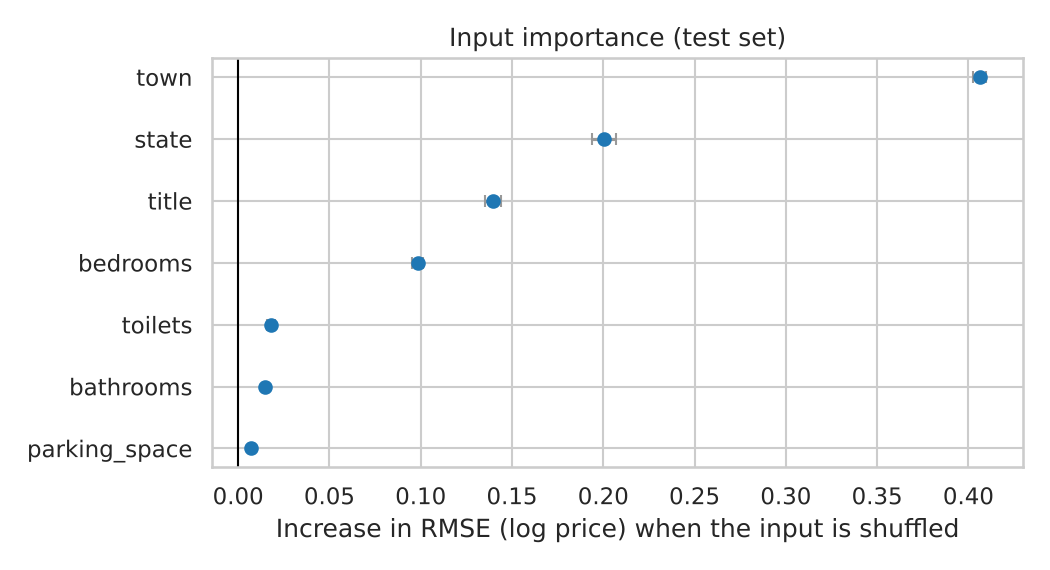 Input importance (test set)
town
state
title
bedrooms
toilets
bathrooms
parking_space
0.00 0.05 0.10 0.15 0.20 0.25 0.30 0.35 0.40
Increase in RMSE (log price) when the input is shuffled